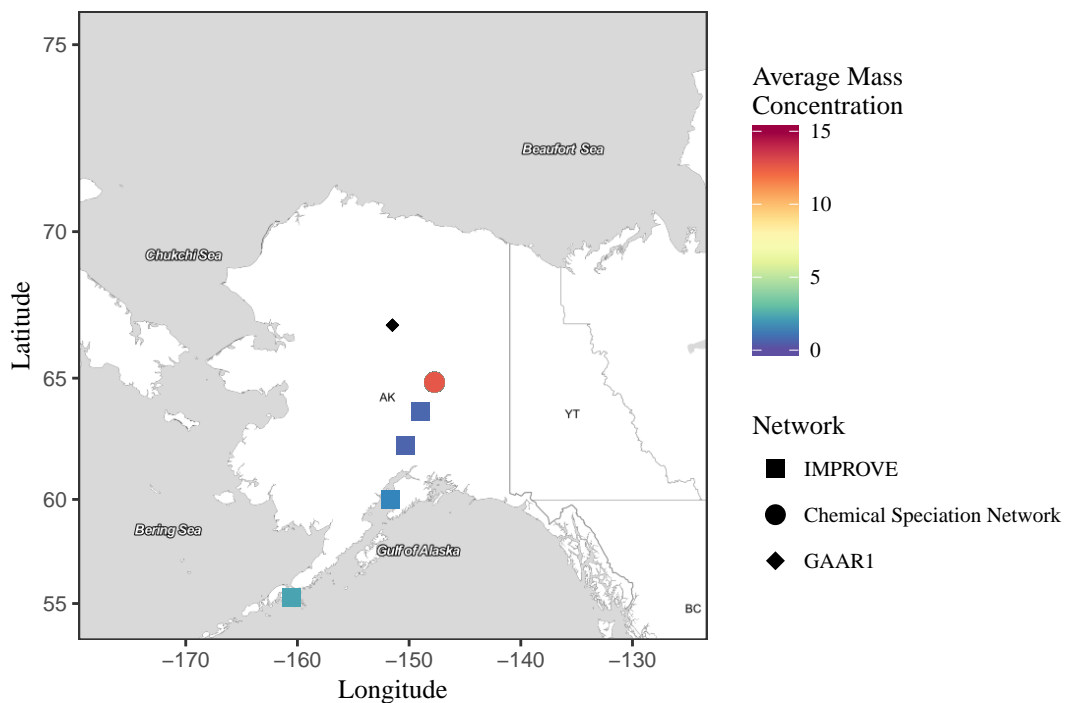 75
70
65
60
55
Latitude
−170
−160
−150
−140
−130
Longitude
Beaufort Sea
Chukchi Sea
AK
YT
Bering Sea
Gulf of Alaska
BC
Average Mass
Concentration
15
10
5
0
Network
IMPROVE
Chemical Speciation Network
GAAR1